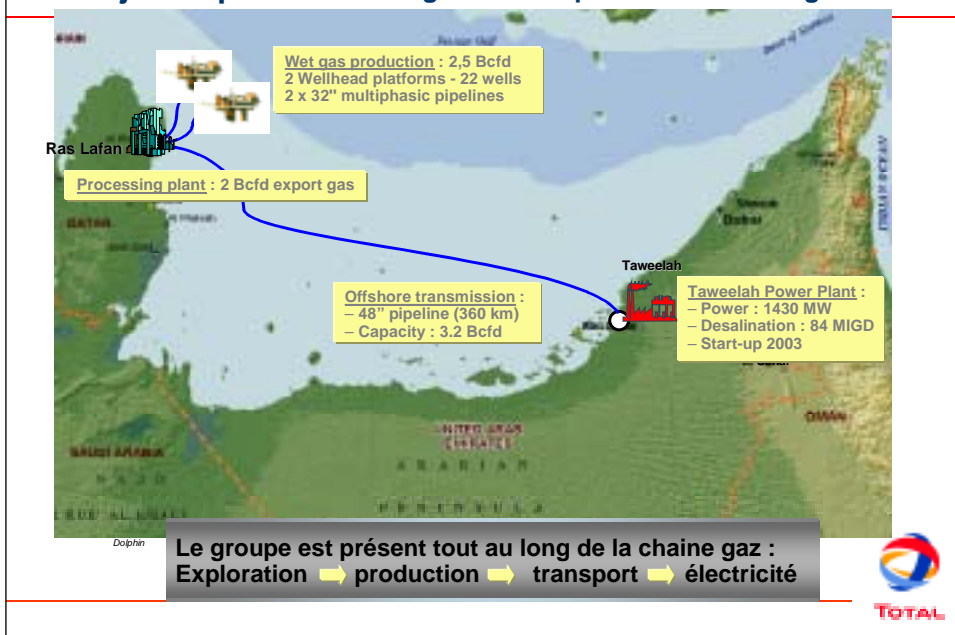 Wet gas production : 2,5 Bcfd
2 Wellhead platforms - 22 wells
2 x 32" multiphasic pipelines
Ras Lafan
Processing plant : 2 Bcfd export gas
QATAR
Taweelah
Offshore transmission :
– 48” pipeline (360 km)
– Capacity : 3.2 Bcfd
Taweelah Power Plant :
– Power : 1430 MW
– Desalination : 84 MIGD
– Start-up 2003
OMAN
UNITED ARAB
EMIRATES
SAUDI ARABIA
ARABIAN
PENINSULA
Dolphin
Le groupe est présent tout au long de la chaine gaz :
Exploration production transport électricité
TOTAL